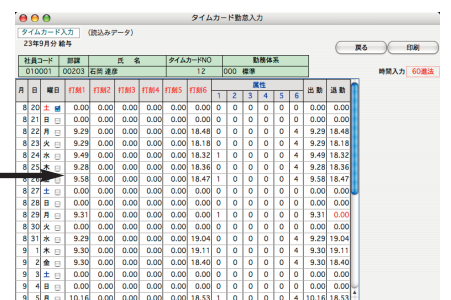 タイムカード勤怠入力
タイムカード入力 (読込みデータ)
23年9月分 給与
戻る 印刷
社員コード 部課 氏 名 タイムカードNO 勤務体系
010001 00203 石岡 達彦 12 000 標準
時間入力 60進法
月 日 曜日 打刻1 打刻2 打刻3 打刻4 打刻5 打刻6 属性 出 勤 退 勤
1 2 3 4 5 6
8 20 土 0.00 0.00 0.00 0.00 0.00 0.00 0 0 0 0 0 0 0.00 0.00
8 21 日 0.00 0.00 0.00 0.00 0.00 0.00 0 0 0 0 0 0 0.00 0.00
8 22 月 9.29 0.00 0.00 0.00 0.00 18.48 0 0 0 0 0 4 9.29 18.48
8 23 火 9.29 0.00 0.00 0.00 0.00 18.18 0 0 0 0 0 4 9.29 18.18
8 24 水 9.49 0.00 0.00 0.00 0.00 18.32 1 0 0 0 0 4 9.49 18.32
8 25 木 9.28 0.00 0.00 0.00 0.00 18.36 0 0 0 0 0 4 9.28 18.36
8 26 9.58 0.00 0.00 0.00 0.00 18.47 1 0 0 0 0 4 9.58 18.47
8 27 土 0.00 0.00 0.00 0.00 0.00 0.00 0 0 0 0 0 0 0.00 0.00
8 28 日 0.00 0.00 0.00 0.00 0.00 0.00 0 0 0 0 0 0 0.00 0.00
8 29 月 9.31 0.00 0.00 0.00 0.00 0.00 1 0 0 0 0 0 9.31 0.00
8 30 火 0.00 0.00 0.00 0.00 0.00 0.00 0 0 0 0 0 0 0.00 0.00
8 31 水 9.29 0.00 0.00 0.00 0.00 19.04 0 0 0 0 0 4 9.29 19.04
9 1 木 9.30 0.00 0.00 0.00 0.00 19.11 0 0 0 0 0 4 9.30 19.11
9 2 金 9.30 0.00 0.00 0.00 0.00 18.40 0 0 0 0 0 4 9.30 18.40
9 3 土 0.00 0.00 0.00 0.00 0.00 0.00 0 0 0 0 0 0 0.00 0.00
9 4 日 0.00 0.00 0.00 0.00 0.00 0.00 0 0 0 0 0 0 0.00 0.00
9 5 月 10.16 0.00 0.00 0.00 0.00 18.53 1 0 0 0 0 4 10.16 18.53